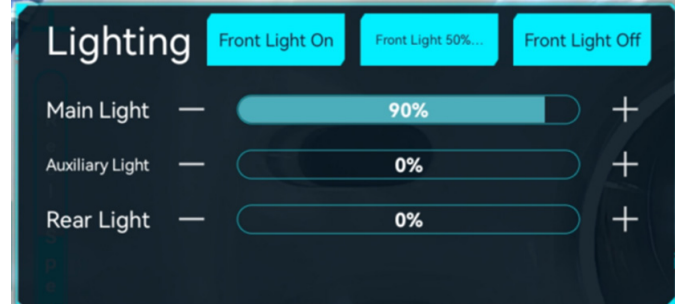 Lighting
Front Light On
Front Light 50%...
Front Light Off
Main Light — 90% +
Auxiliary Light — 0% +
Rear Light — 0% +